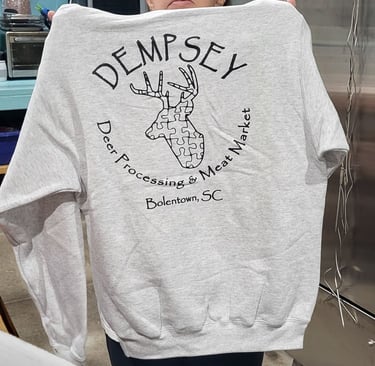 DEMPSEY
Deer Processing & Meat Market
Bolentown, SC